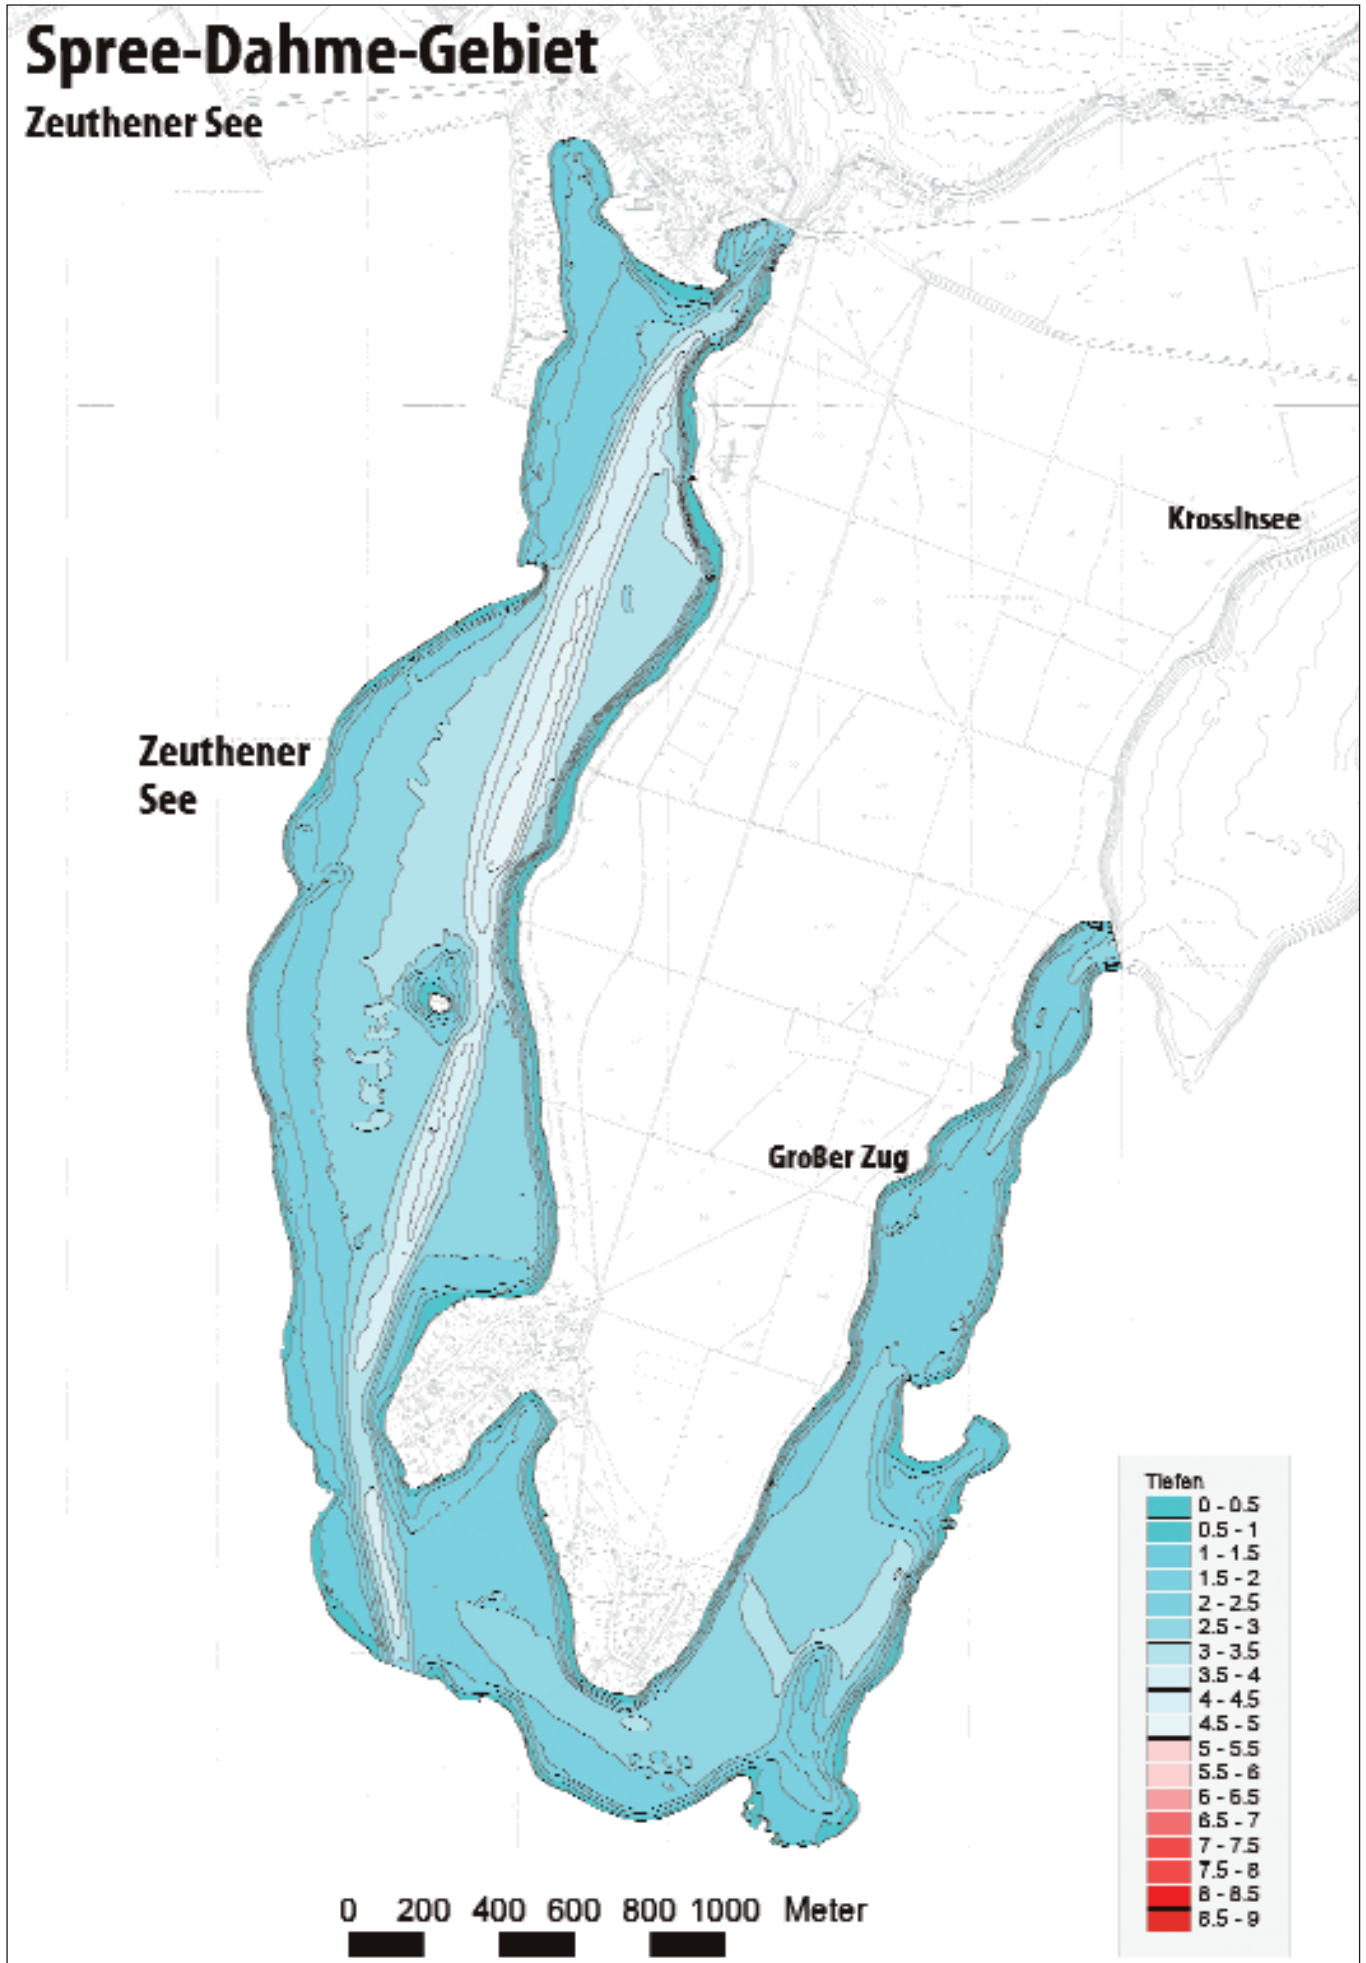 Spree-Dahme-Gebiet
Zeuthener See
Krossinsee
Zeuthener
See
Großer Zug
Tiefen
0 - 0.5
0.5 - 1
1 - 1.5
1.5 - 2
2 - 2.5
2.5 - 3
3 - 3.5
3.5 - 4
4 - 4.5
4.5 - 5
5 - 5.5
5.5 - 6
6 - 6.5
6.5 - 7
7 - 7.5
7.5 - 8
8 - 8.5
8.5 - 9
0 200 400 600 800 1000 Meter